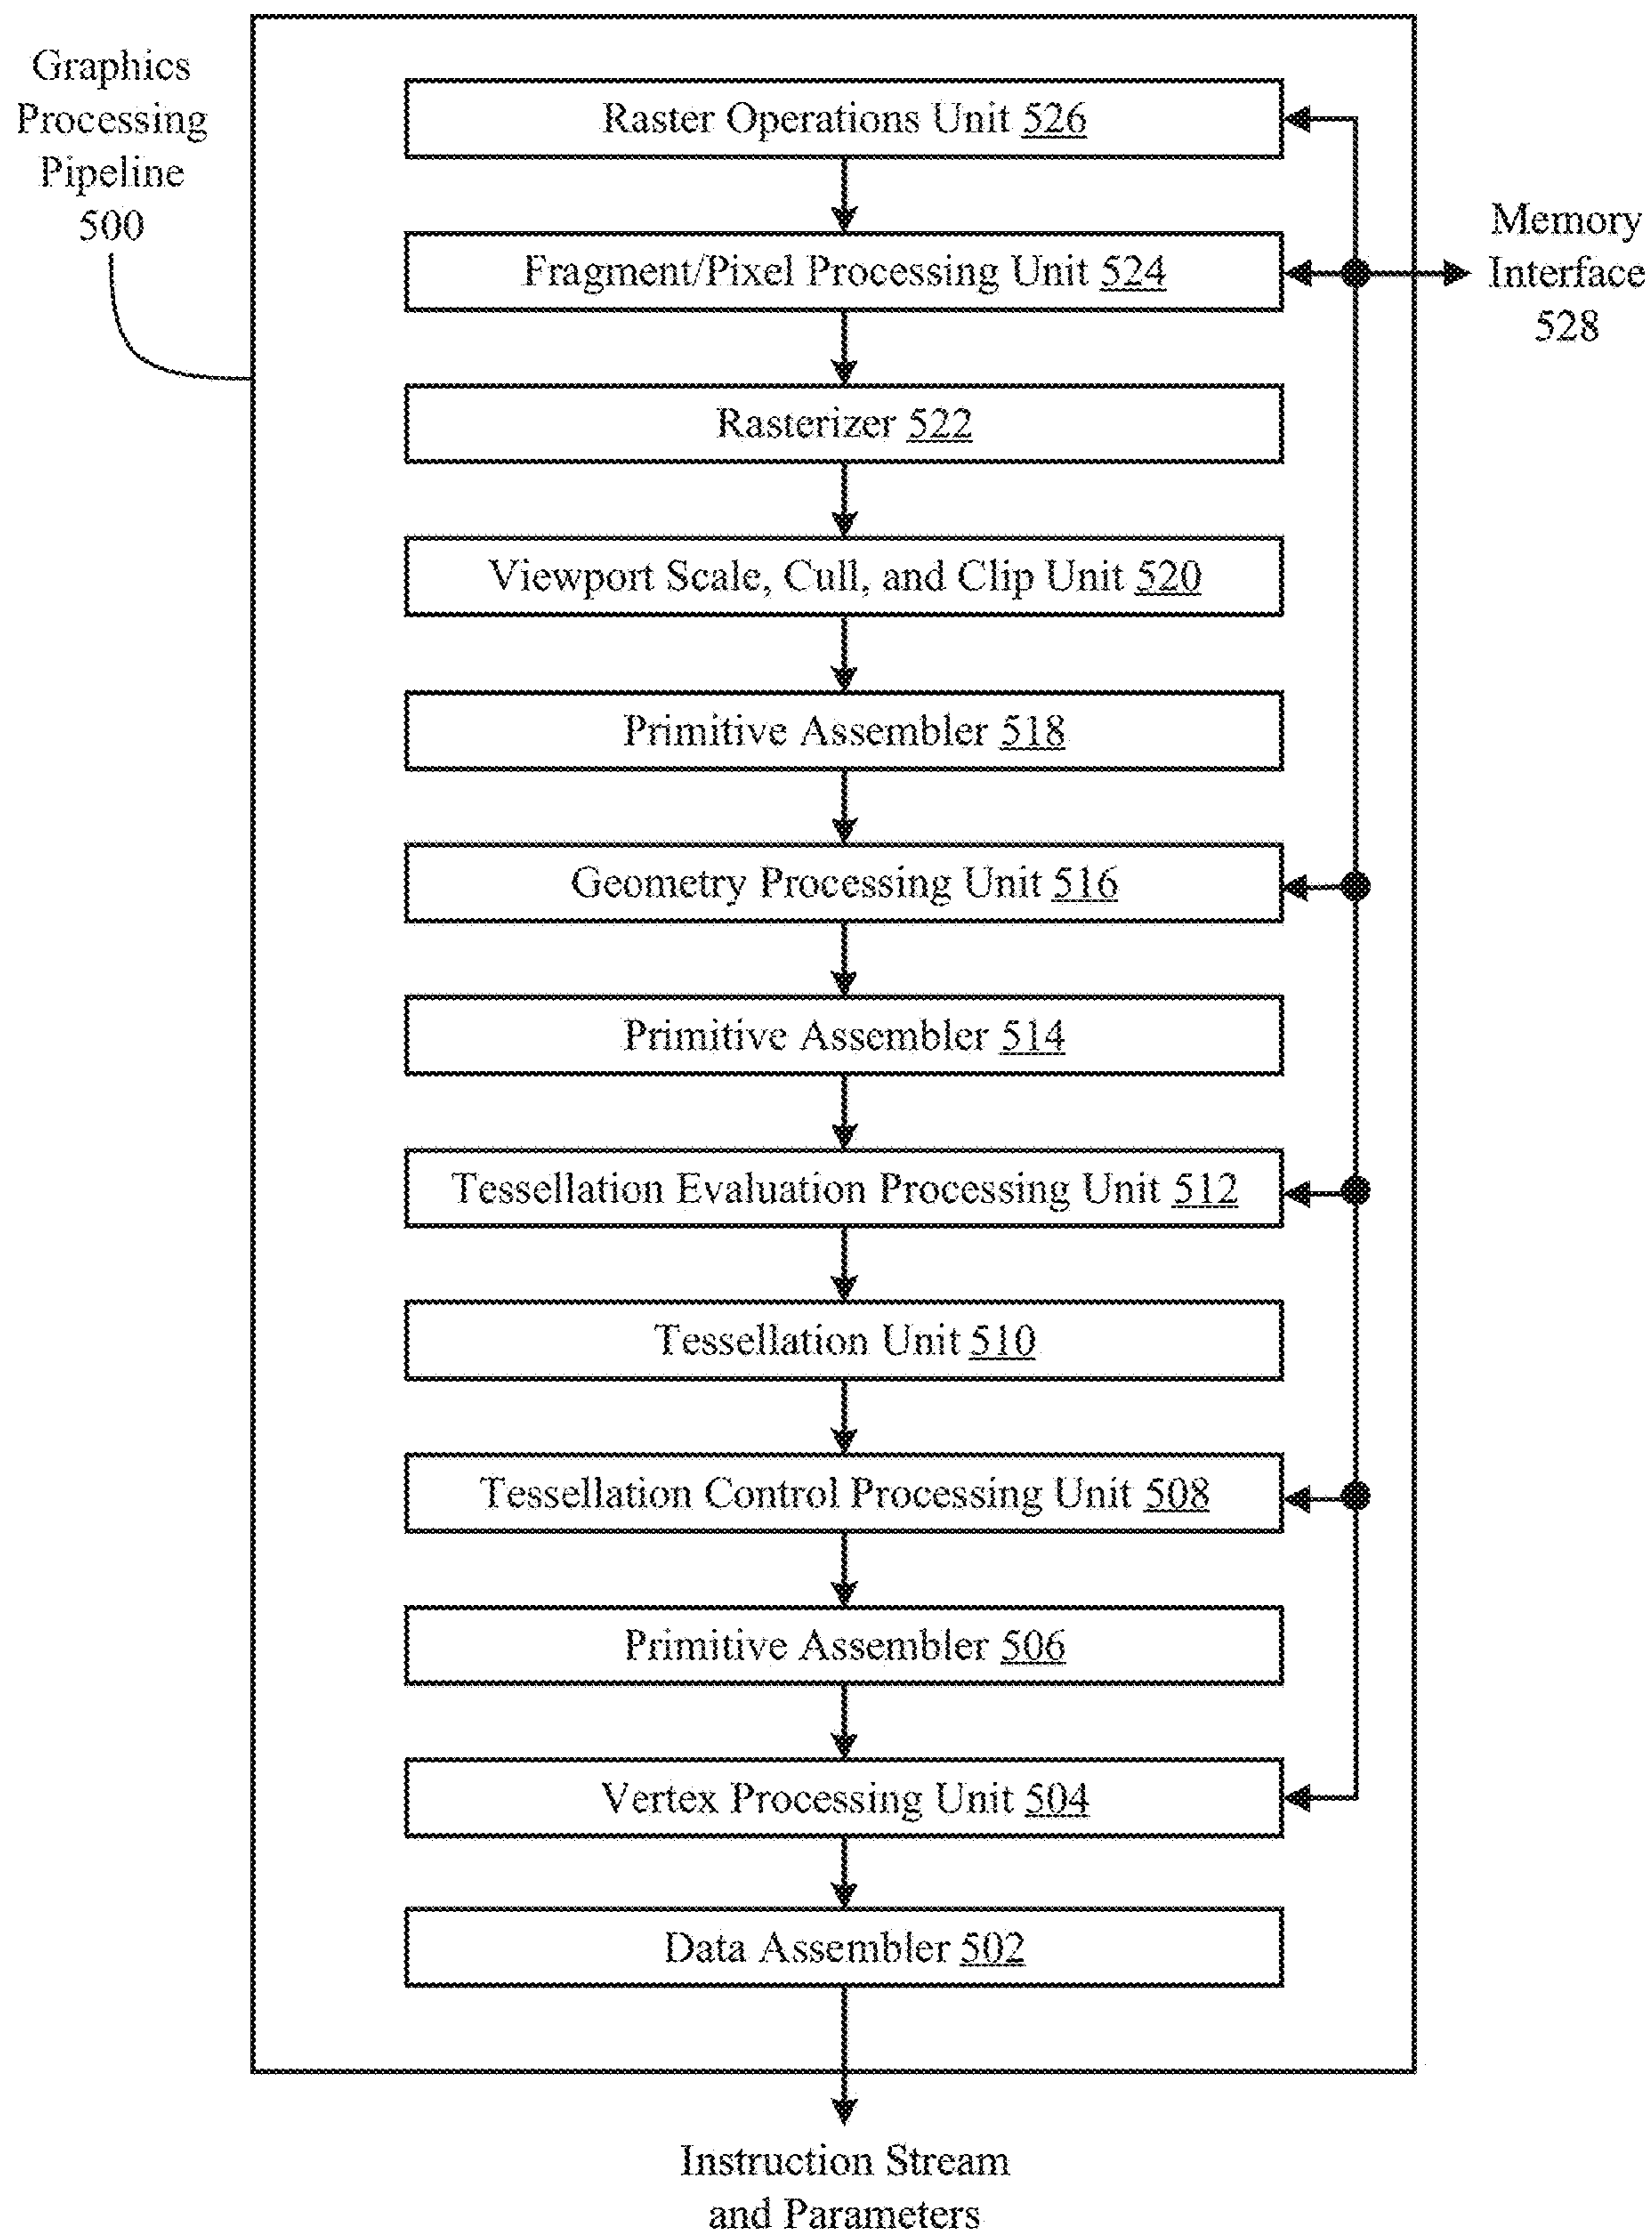 Graphics
Processing
Pipeline
500
Raster Operations Unit 526
Fragment/Pixel Processing Unit 524
Memory
Interface
528
Rasterizer 522
Viewport Scale, Cull, and Clip Unit 520
Primitive Assembler 518
Geometry Processing Unit 516
Primitive Assembler 514
Tessellation Evaluation Processing Unit 512
Tessellation Unit 510
Tessellation Control Processing Unit 508
Primitive Assembler 506
Vertex Processing Unit 504
Data Assembler 502
Instruction Stream
and Parameters